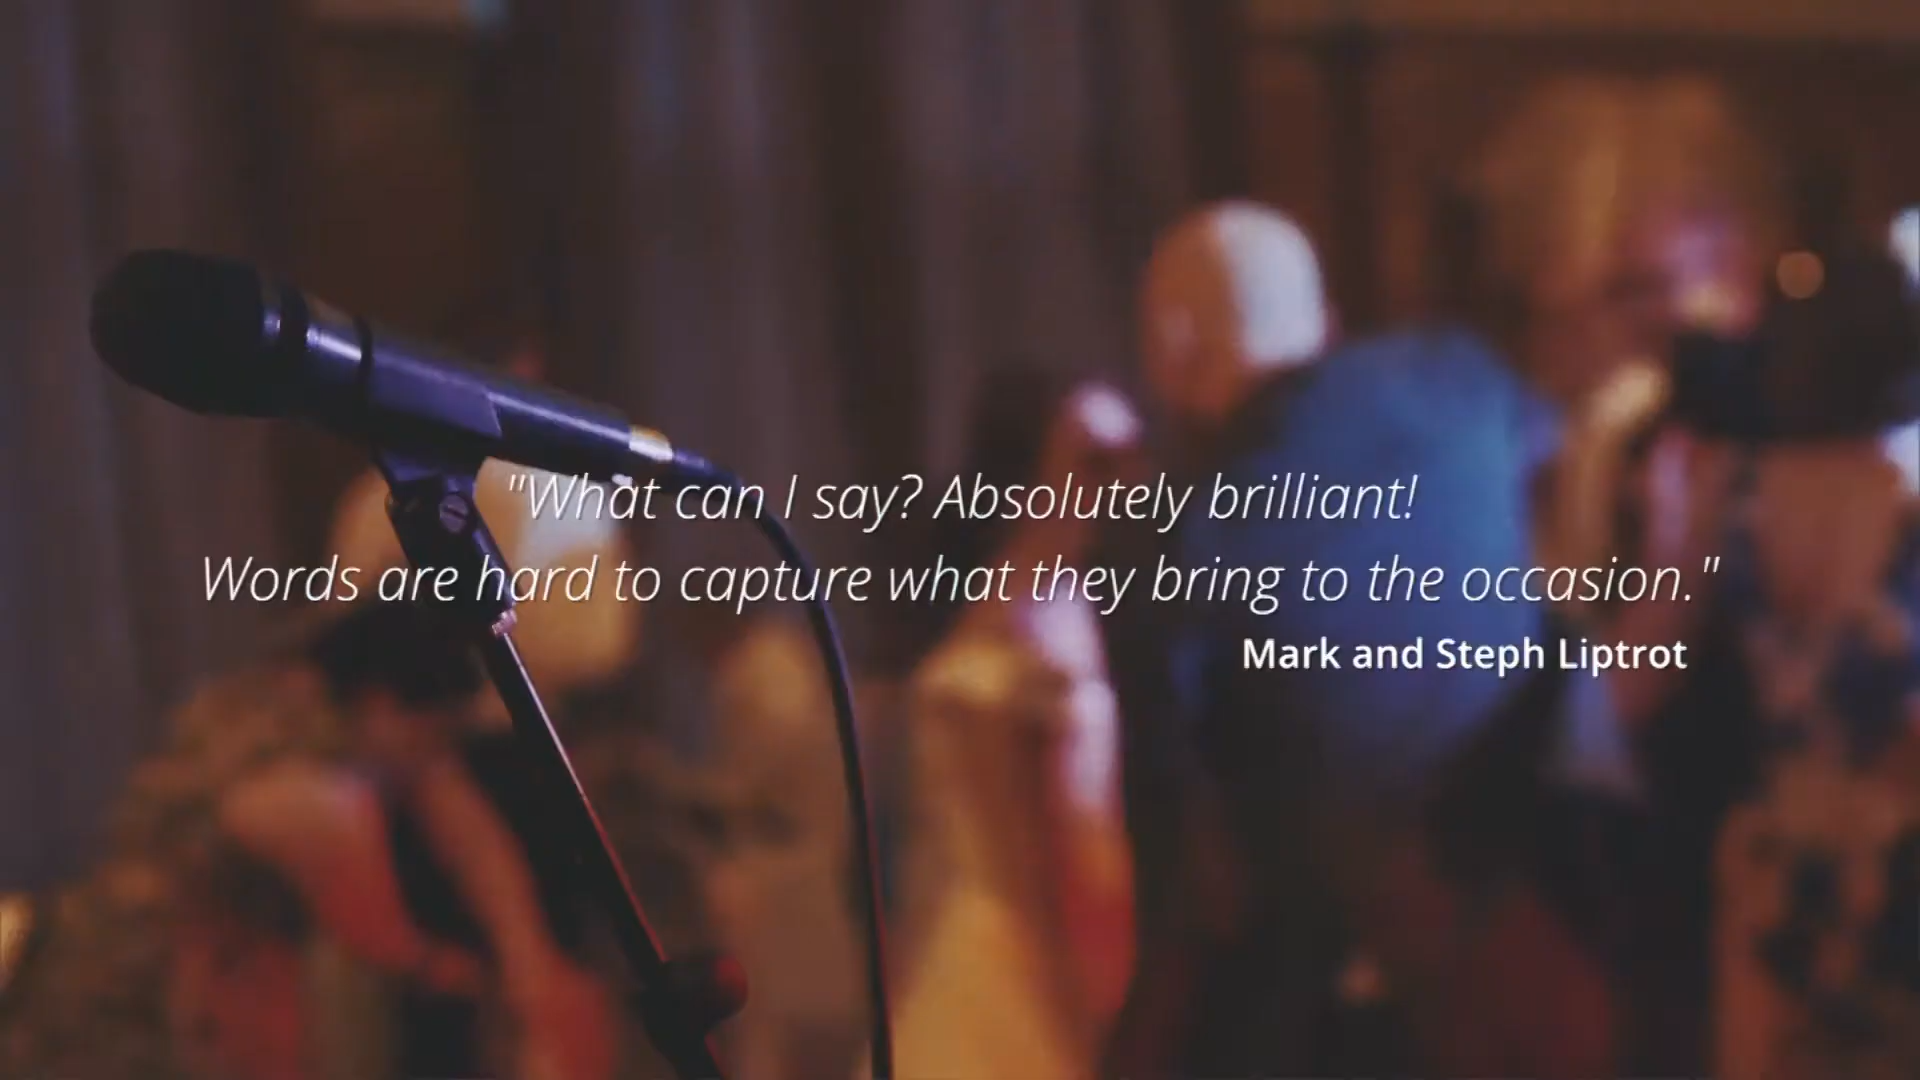 "What can I say? Absolutely brilliant!
Words are hard to capture what they bring to the occasion."
Mark and Steph Liptrot